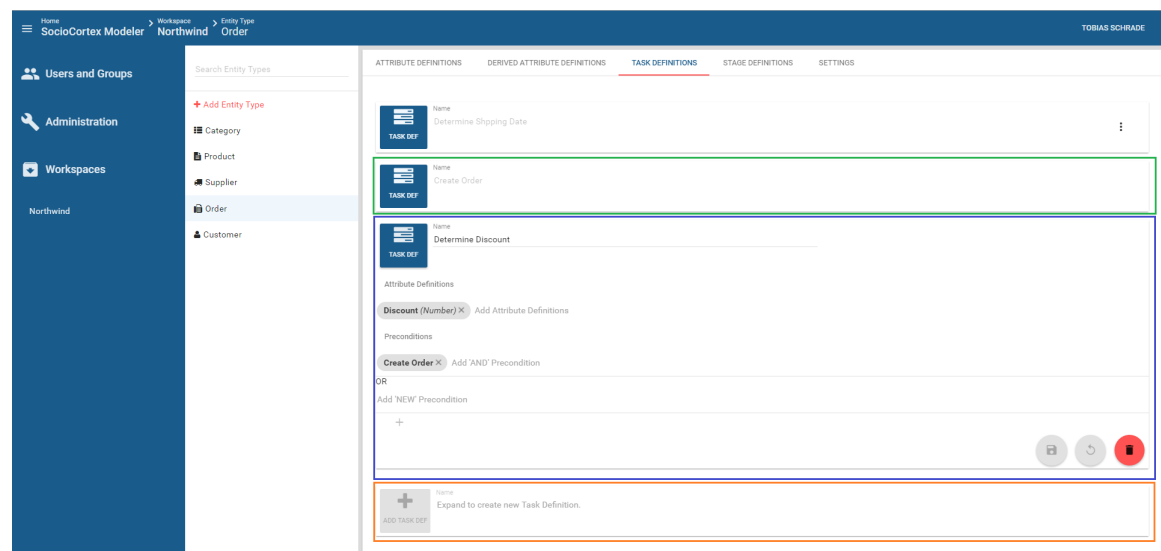 Home
SocioCortex Modeler
Workspace
Northwind
Entity Type
Order
TOBIAS SCHRADE
Users and Groups
Administration
Workspaces
Northwind
Search Entity Types
+ Add Entity Type
Category
Product
Supplier
Order
Customer
ATTRIBUTE DEFINITIONS DERIVED ATTRIBUTE DEFINITIONS TASK DEFINITIONS STAGE DEFINITIONS SETTINGS
Name
Determine Shipping Date
TASK DEF
Name
Create Order
TASK DEF
Name
Determine Discount
TASK DEF
Attribute Definitions
Discount (Number) × Add Attribute Definitions
Preconditions
Create Order × Add 'AND' Precondition
OR
Add 'NEW' Precondition
+
Name
Expand to create new Task Definition.
ADD TASK DEF